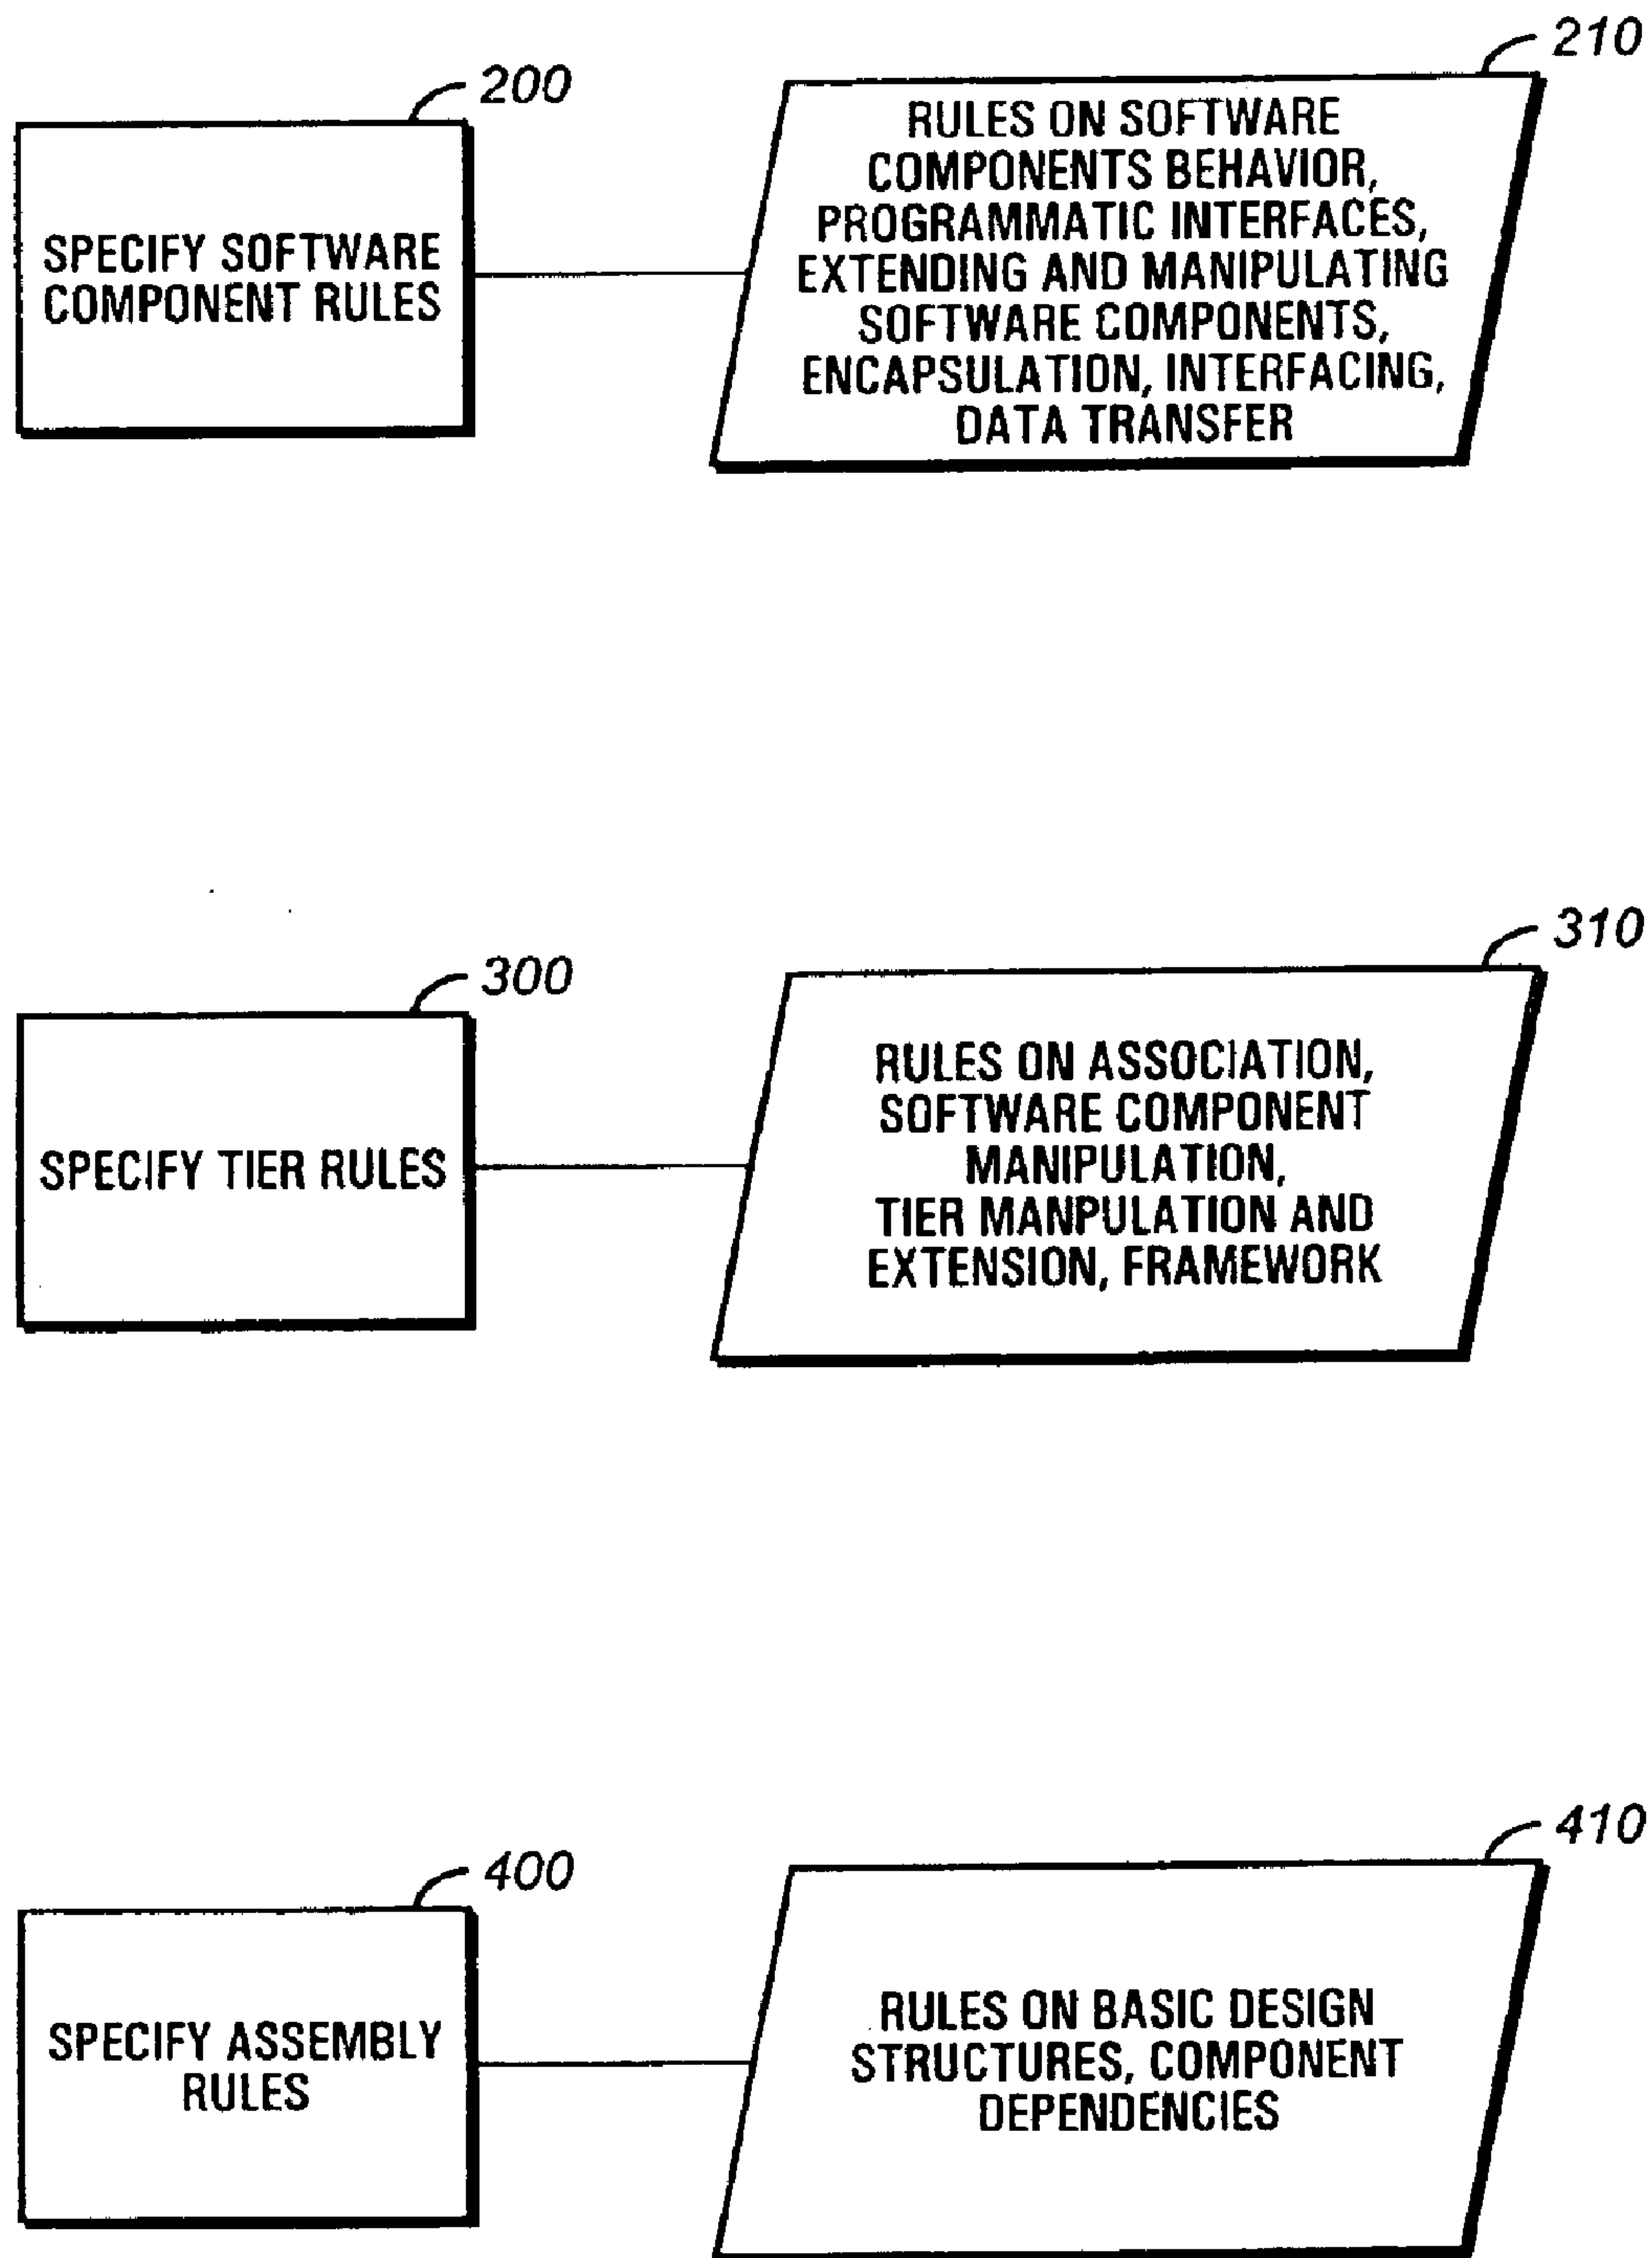 200
SPECIFY SOFTWARE
COMPONENT RULES
210
RULES ON SOFTWARE
COMPONENTS BEHAVIOR,
PROGRAMMATIC INTERFACES,
EXTENDING AND MANIPULATING
SOFTWARE COMPONENTS,
ENCAPSULATION, INTERFACING,
DATA TRANSFER
300
SPECIFY TIER RULES
310
RULES ON ASSOCIATION,
SOFTWARE COMPONENT
MANIPULATION,
TIER MANPULATION AND
EXTENSION, FRAMEWORK
400
SPECIFY ASSEMBLY
RULES
410
RULES ON BASIC DESIGN
STRUCTURES, COMPONENT
DEPENDENCIES